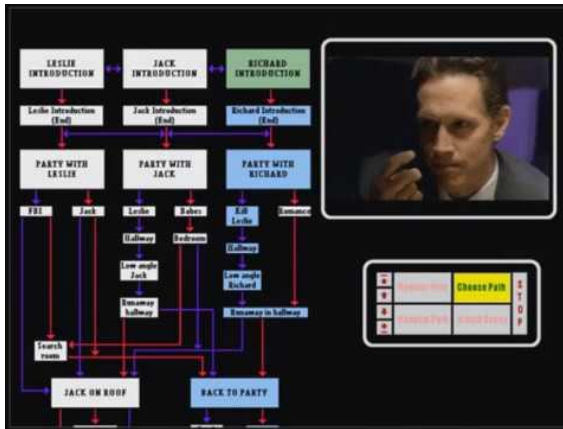 LESLIE
INTRODUCTION
JACK
INTRODUCTION
RICHARD
INTRODUCTION
Leslie Introduction
(End)
Jack Introduction
(End)
Richard Introduction
(End)
PARTY WITH
LESLIE
PARTY WITH
JACK
PARTY WITH
RICHARD
FBI
Jack
Leslie
Babes
Kill
Leslie
Romance
Hallway
Bedroom
Hallway
Low angle
Jack
Low angle
Richard
Runaway
hallway
Runaway in hallway
Search
room
JACK ON ROOF
BACK TO PARTY
Choose Path
STOP